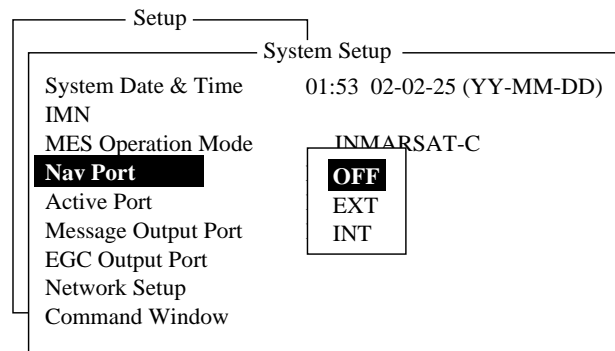 Setup
System Setup
System Date & Time 01:53 02-02-25 (YY-MM-DD)
IMN
MES Operation Mode INMARSAT-C
Nav Port OFF
Active Port EXT
Message Output Port INT
EGC Output Port
Network Setup
Command Window